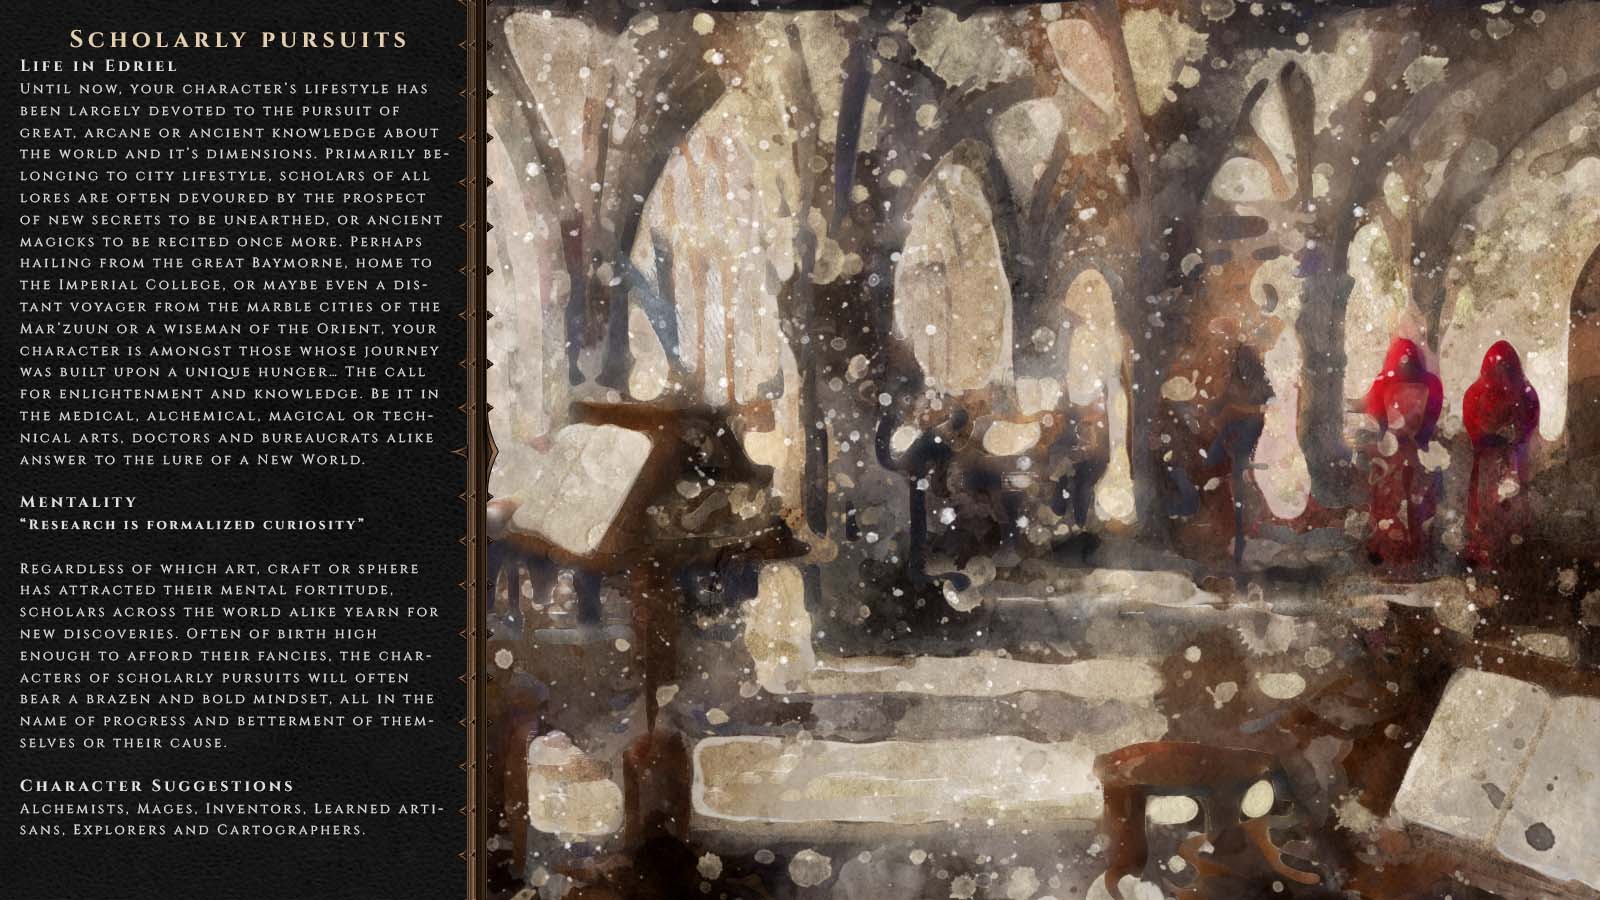 Scholarly pursuits
Life in Edriel
Until now, your character's lifestyle has
been largely devoted to the pursuit of
great, arcane or ancient knowledge about
the world and it's dimensions. Primarily be-
longing to city lifestyle, scholars of all
lores are often devoured by the prospect
of new secrets to be unearthed, or ancient
magicks to be recited once more. Perhaps
hailing from the great Baymorne, home to
the Imperial College, or maybe even a dis-
tant voyager from the marble cities of the
Mar'zuun or a wiseman of the Orient, your
character is amongst those whose journey
was built upon a unique hunger... The call
for enlightenment and knowledge. Be it in
the medical, alchemical, magical or tech-
nical arts, doctors and bureaucrats alike
answer to the lure of a New World.
Mentality
"Research is formalized curiosity"
Regardless of which art, craft or sphere
has attracted their mental fortitude,
scholars across the world alike yearn for
new discoveries. Often of birth high
enough to afford their fancies, the char-
acters of scholarly pursuits will often
bear a brazen and bold mindset, all in the
name of progress and betterment of them-
selves or their cause.
Character Suggestions
Alchemists, Mages, Inventors, Learned arti-
sans, Explorers and Cartographers.